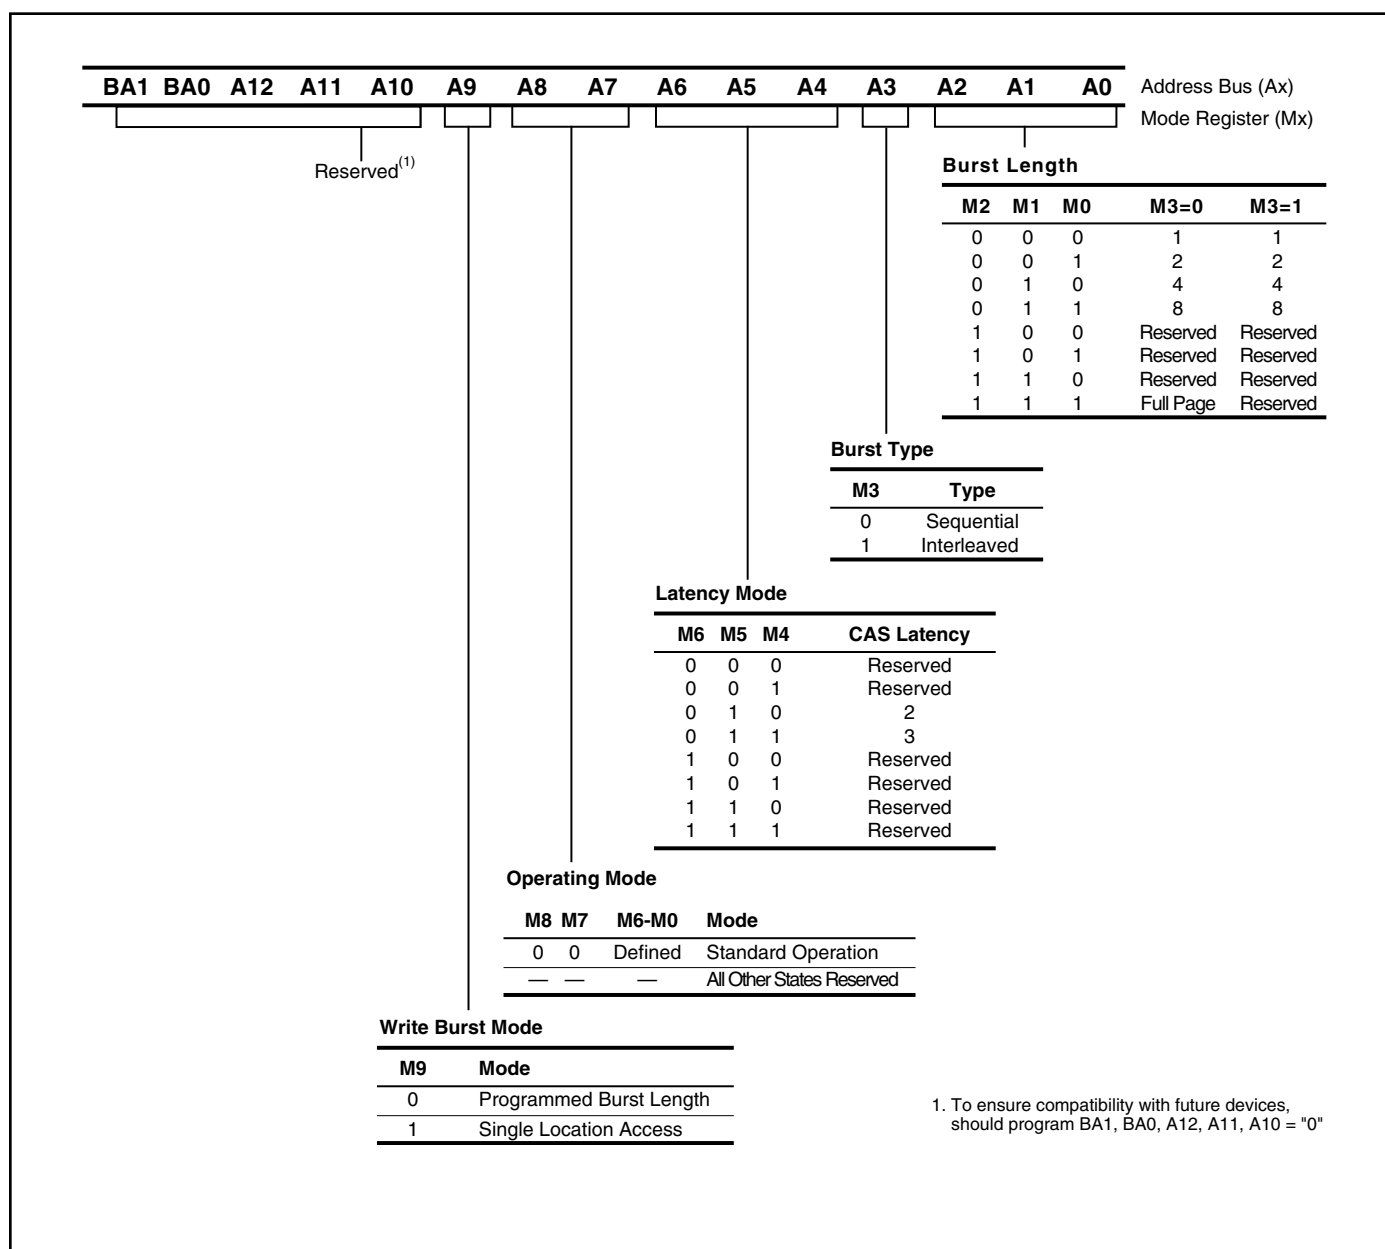 BA1 BA0 A12 A11 A10 A9 A8 A7 A6 A5 A4 A3 A2 A1 A0 Address Bus (Ax)
Mode Register (Mx)
Reserved(1)
Burst Length
M2 M1 M0 M3=0 M3=1
0 0 0 1 1
0 0 1 2 2
0 1 0 4 4
0 1 1 8 8
1 0 0 Reserved Reserved
1 0 1 Reserved Reserved
1 1 0 Reserved Reserved
1 1 1 Full Page Reserved
Burst Type
M3 Type
0 Sequential
1 Interleaved
Latency Mode
M6 M5 M4 CAS Latency
0 0 0 Reserved
0 0 1 Reserved
0 1 0 2
0 1 1 3
1 0 0 Reserved
1 0 1 Reserved
1 1 0 Reserved
1 1 1 Reserved
Operating Mode
M8 M7 M6-M0 Mode
0 0 Defined Standard Operation
— — — All Other States Reserved
Write Burst Mode
M9 Mode
0 Programmed Burst Length
1 Single Location Access
1. To ensure compatibility with future devices,
should program BA1, BA0, A12, A11, A10 = "0"